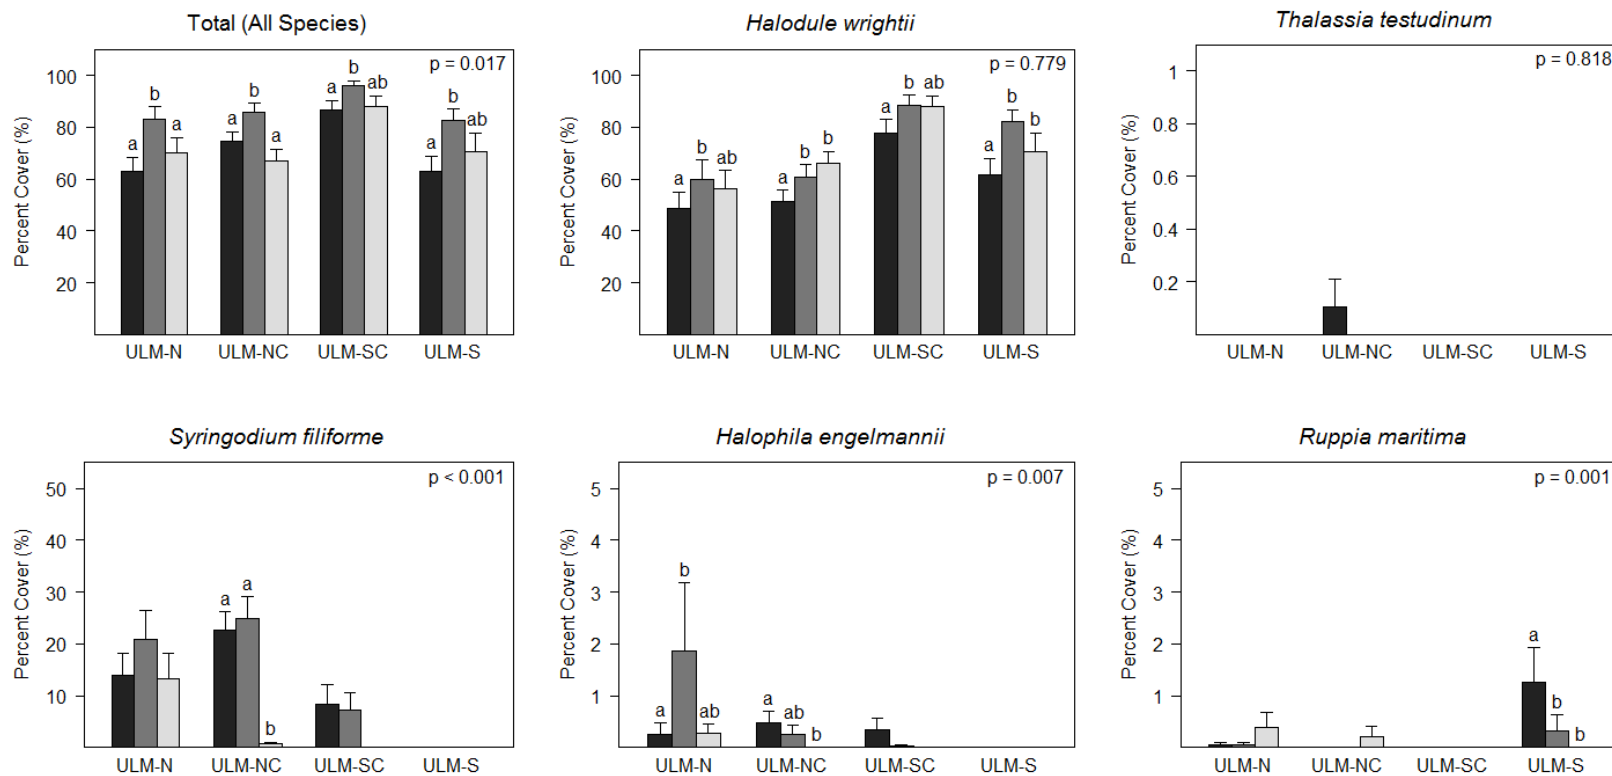 Total (All Species)
p = 0.017
Percent Cover (%)
100
80
60
40
20
a b a
a b a
a b ab
a b ab
ULM-N ULM-NC ULM-SC ULM-S
Halodule wrightii
p = 0.779
Percent Cover (%)
100
80
60
40
20
a b ab
a b b
a b ab
a b b
ULM-N ULM-NC ULM-SC ULM-S
Thalassia testudinum
p = 0.818
Percent Cover (%)
1
0.8
0.6
0.4
0.2
ULM-N ULM-NC ULM-SC ULM-S
Syringodium filiforme
p < 0.001
Percent Cover (%)
50
40
30
20
10
a a b
ULM-N ULM-NC ULM-SC ULM-S
Halophila engelmannii
p = 0.007
Percent Cover (%)
5
4
3
2
1
a b ab
a ab b
ULM-N ULM-NC ULM-SC ULM-S
Ruppia maritima
p = 0.001
Percent Cover (%)
5
4
3
2
1
a b b
ULM-N ULM-NC ULM-SC ULM-S